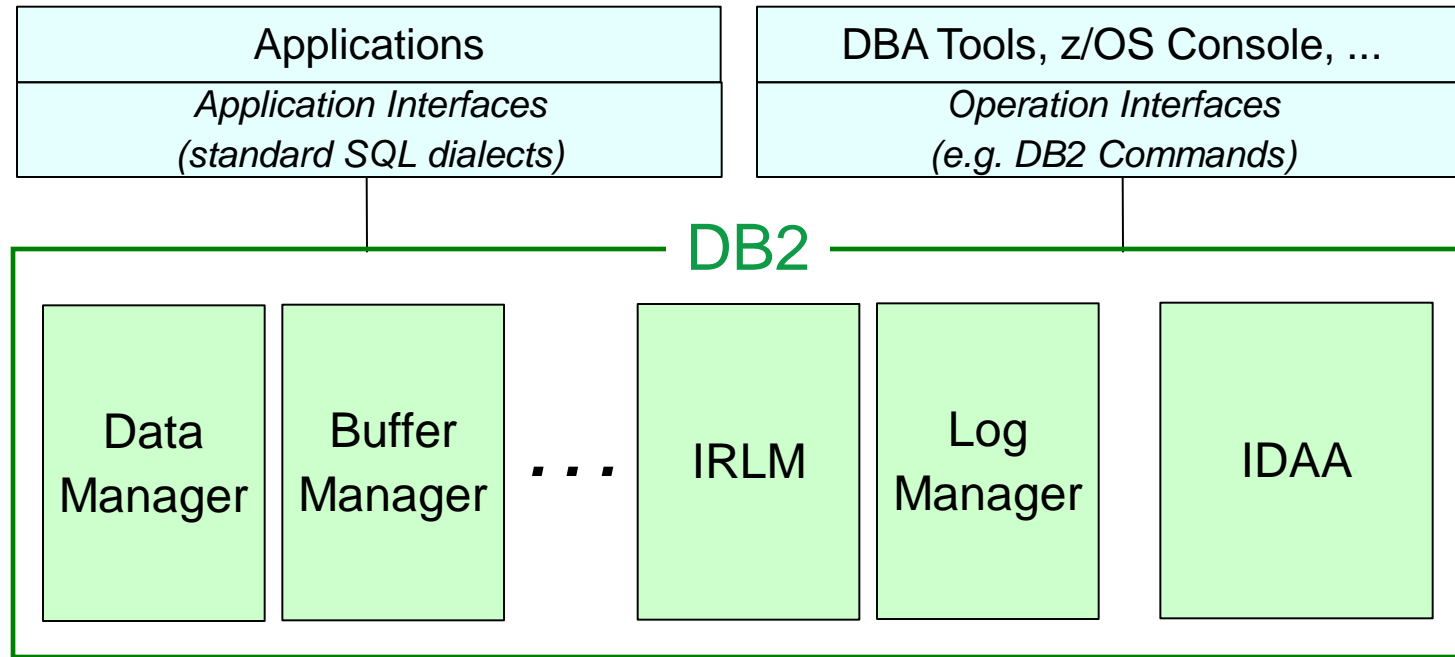 Applications
Application Interfaces
(standard SQL dialects)
DBA Tools, z/OS Console, ...
Operation Interfaces
(e.g. DB2 Commands)
DB2
Data
Manager
Buffer
Manager
...
IRLM
Log
Manager
IDAA